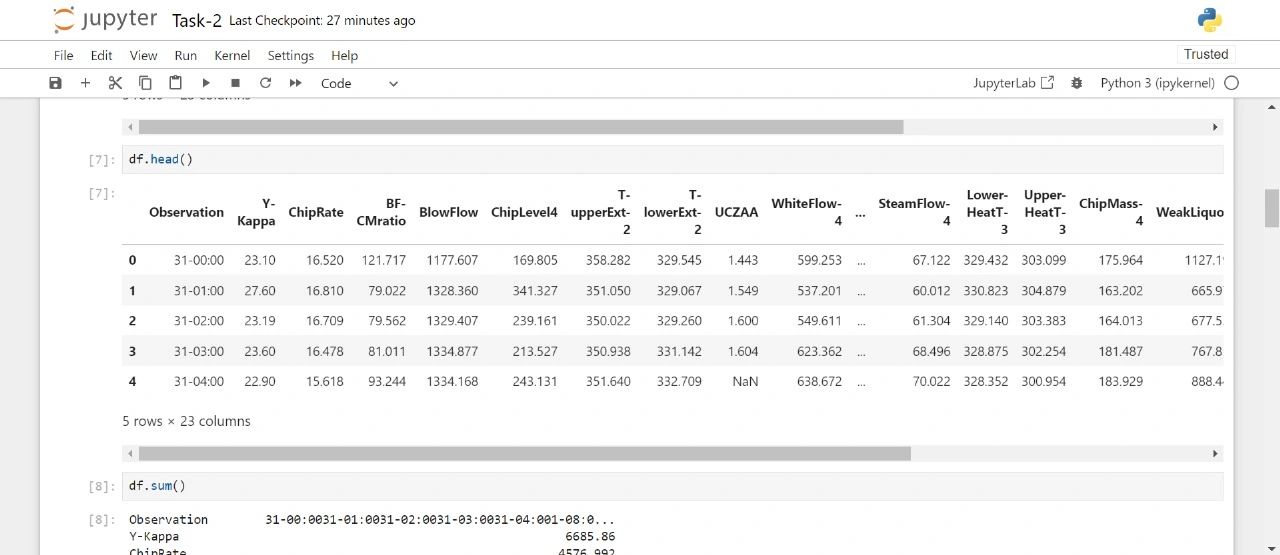 jupyter Task-2 Last Checkpoint: 27 minutes ago
File Edit View Run Kernel Settings Help Trusted
Code JupyterLab Python 3 (ipykernel)
5 rows × 23 columns
[7]: df.head()
[7]:
Observation Y-Kappa ChipRate BF-CMratio BlowFlow ChipLevel4 T-upperExt-2 T-lowerExt-2 UCZAA WhiteFlow-4 ... SteamFlow-4 Lower-HeatT-3 Upper-HeatT-3 ChipMass-4 WeakLiquo
0 31-00:00 23.10 16.520 121.717 1177.607 169.805 358.282 329.545 1.443 599.253 ... 67.122 329.432 303.099 175.964 1127.1
1 31-01:00 27.60 16.810 79.022 1328.360 341.327 351.050 329.067 1.549 537.201 ... 60.012 330.823 304.879 163.202 665.9
2 31-02:00 23.19 16.709 79.562 1329.407 239.161 350.022 329.260 1.600 549.611 ... 61.304 329.140 303.383 164.013 677.5
3 31-03:00 23.60 16.478 81.011 1334.877 213.527 350.938 331.142 1.604 623.362 ... 68.496 328.875 302.254 181.487 767.8
4 31-04:00 22.90 15.618 93.244 1334.168 243.131 351.640 332.709 NaN 638.672 ... 70.022 328.352 300.954 183.929 888.4
5 rows × 23 columns
[8]: df.sum()
[8]: Observation 31-00:0031-01:0031-02:0031-03:0031-04:001-08:0...
Y-Kappa 6685.86
ChipRate 4576.992